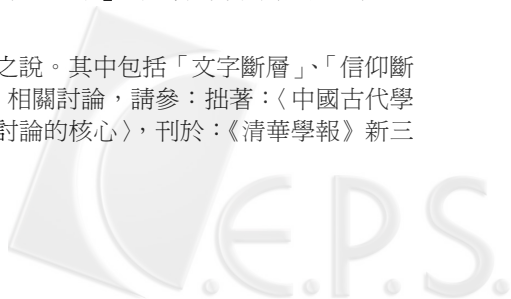 之說。其中包括「文字斷層」、「信仰斷
相關討論，請參：拙著：〈中國古代學
討論的核心〉，刊於：《清華學報》新三
C.E.P.S.